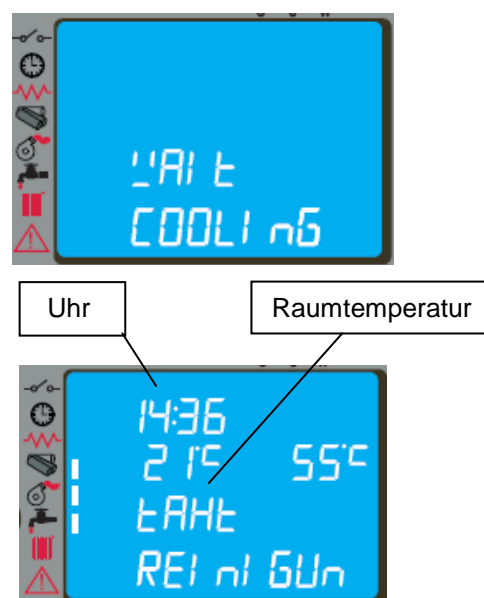 WAIt
COOLInG
Uhr
Raumtemperatur
14:36
21°C 55°C
tAHt
REInIGUn